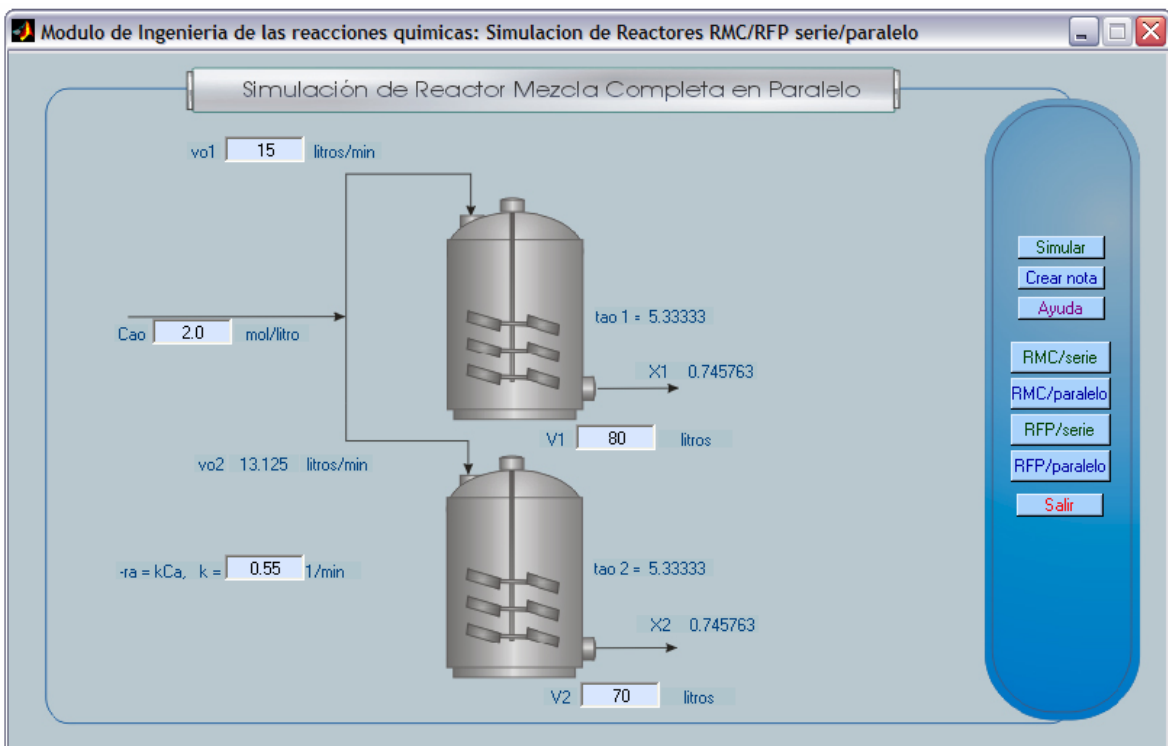 Modulo de Ingenieria de las reacciones quimicas: Simulacion de Reactores RMC/RFP serie/paralelo
Simulación de Reactor Mezcla Completa en Paralelo
vo1 15 litros/min
Cao 2.0 mol/litro
tao 1 = 5.33333
X1 0.745763
V1 80 litros
vo2 13.125 litros/min
-ra = kCa, k = 0.55 1/min
tao 2 = 5.33333
X2 0.745763
V2 70 litros
Simular
Crear nota
Ayuda
RMC/serie
RMC/paralelo
RFP/serie
RFP/paralelo
Salir